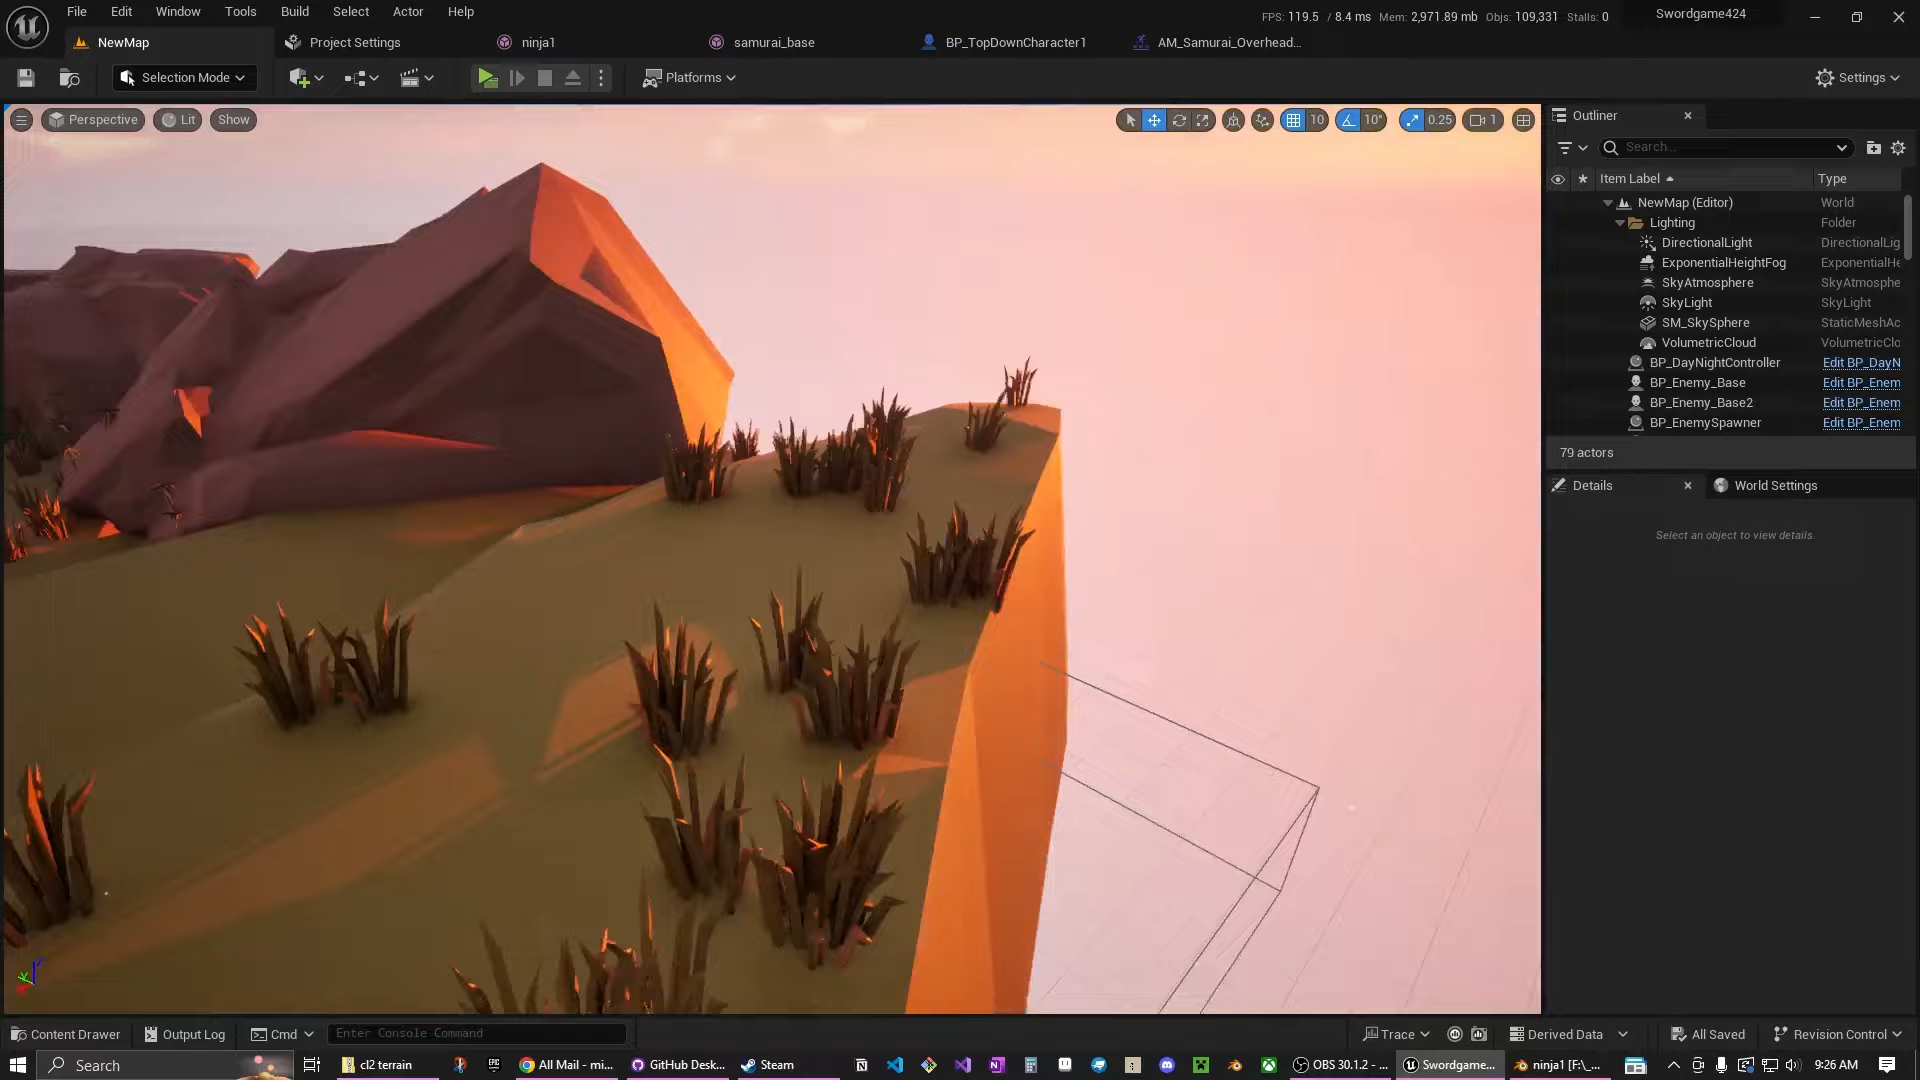 File Edit Window Tools Build Select Actor Help
FPS: 119.5 / 8.4 ms Mem: 2,971.89 mb Objs: 109,331 Stalls: 0
Swordgame424
NewMap
Project Settings
ninja1
samurai_base
BP_TopDownCharacter1
AM_Samurai_Overhead...
Selection Mode
Platforms
Settings
Perspective
Lit
Show
10
10°
0.25
1
Outliner
Search...
Item Label
Type
NewMap (Editor) World
Lighting Folder
DirectionalLight DirectionalLig
ExponentialHeightFog ExponentialHe
SkyAtmosphere SkyAtmosphe
SkyLight SkyLight
SM_SkySphere StaticMeshAc
VolumetricCloud VolumetricClo
BP_DayNightController Edit BP_DayN
BP_Enemy_Base Edit BP_Enem
BP_Enemy_Base2 Edit BP_Enem
BP_EnemySpawner Edit BP_Enem
79 actors
Details
World Settings
Select an object to view details.
Content Drawer
Output Log
Cmd
Enter Console Command
Trace
Derived Data
All Saved
Revision Control
Search
cl2 terrain
All Mail - mi...
GitHub Desk...
Steam
OBS 30.1.2 - ...
Swordgame...
ninja1 [F:\_...
9:26 AM